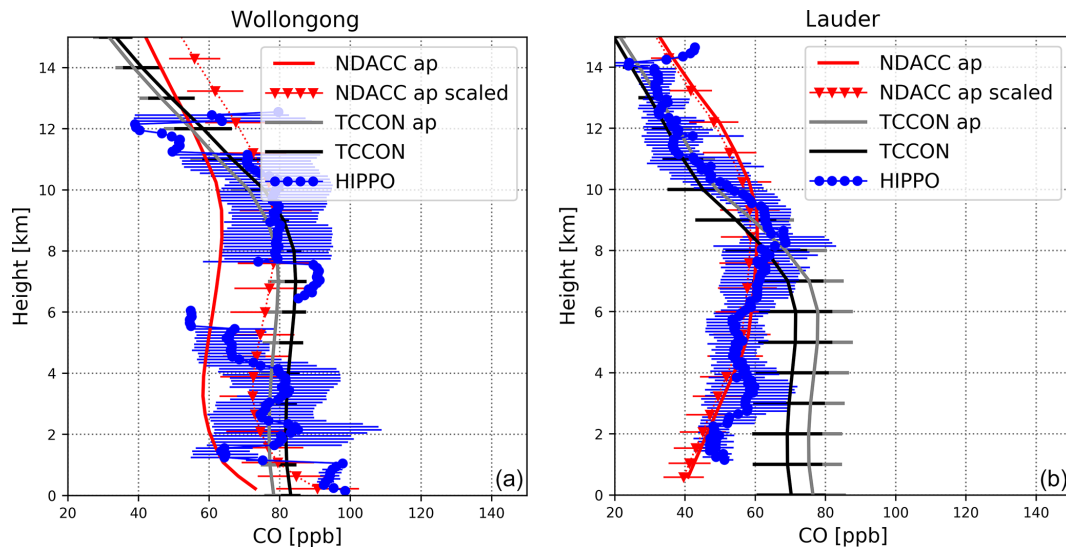 Wollongong
14
12
10
8
6
4
2
0
Height [km]
20 40 60 80 100 120 140
CO [ppb]
NDACC ap
NDACC ap scaled
TCCON ap
TCCON
HIPPO
(a)
Lauder
14
12
10
8
6
4
2
0
Height [km]
20 40 60 80 100 120 140
CO [ppb]
NDACC ap
NDACC ap scaled
TCCON ap
TCCON
HIPPO
(b)